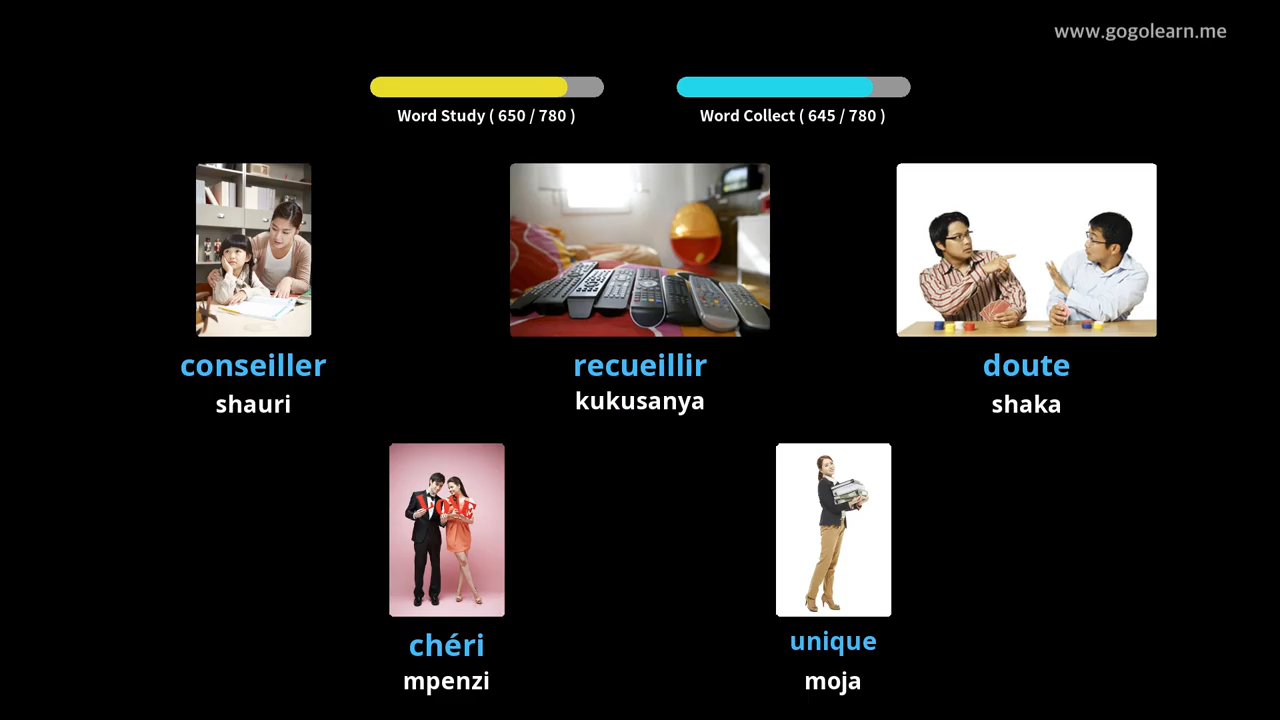 www.gogolearn.me
Word Study ( 650 / 780 )
Word Collect ( 645 / 780 )
conseiller
shauri
recueillir
kukusanya
doute
shaka
chéri
mpenzi
unique
moja